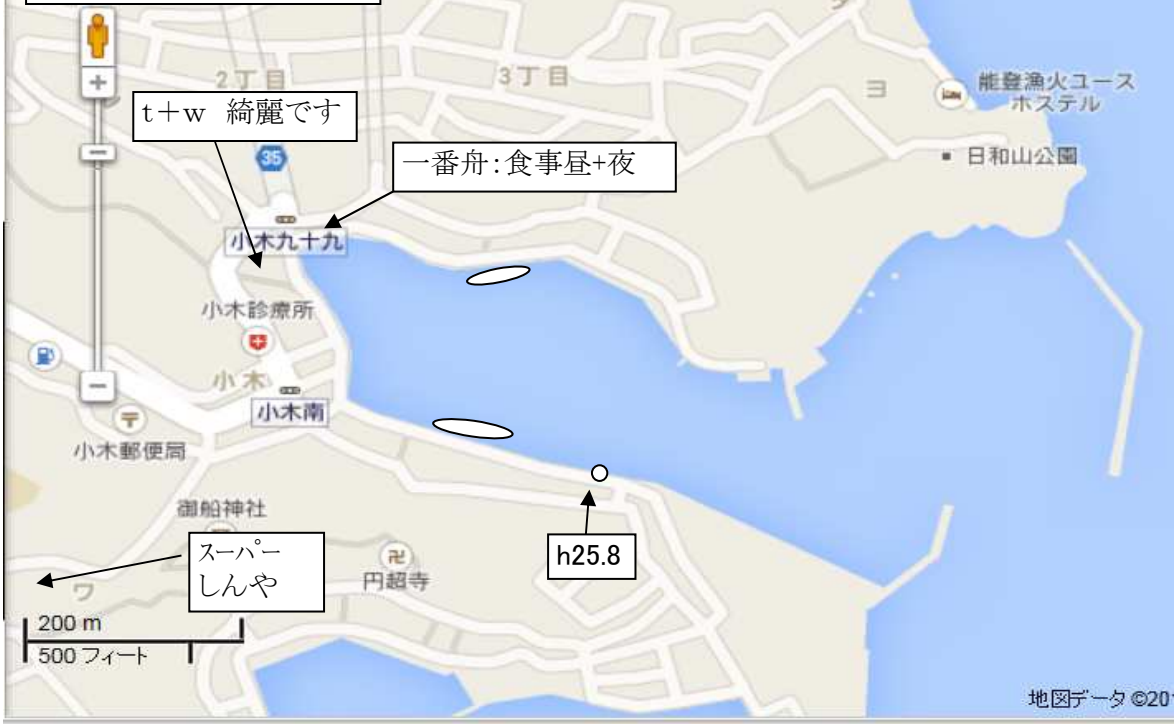 2丁目
3丁目
ヨ
能登漁火ユース
ホステル
t+w 綺麗です
35
一番舟:食事昼+夜
日和山公園
小木九十九
小木診療所
小木
小木南
小木郵便局
御船神社
スーパー
しんや
h25.8
円超寺
ワ
200 m
500 フィート
地図データ ©201